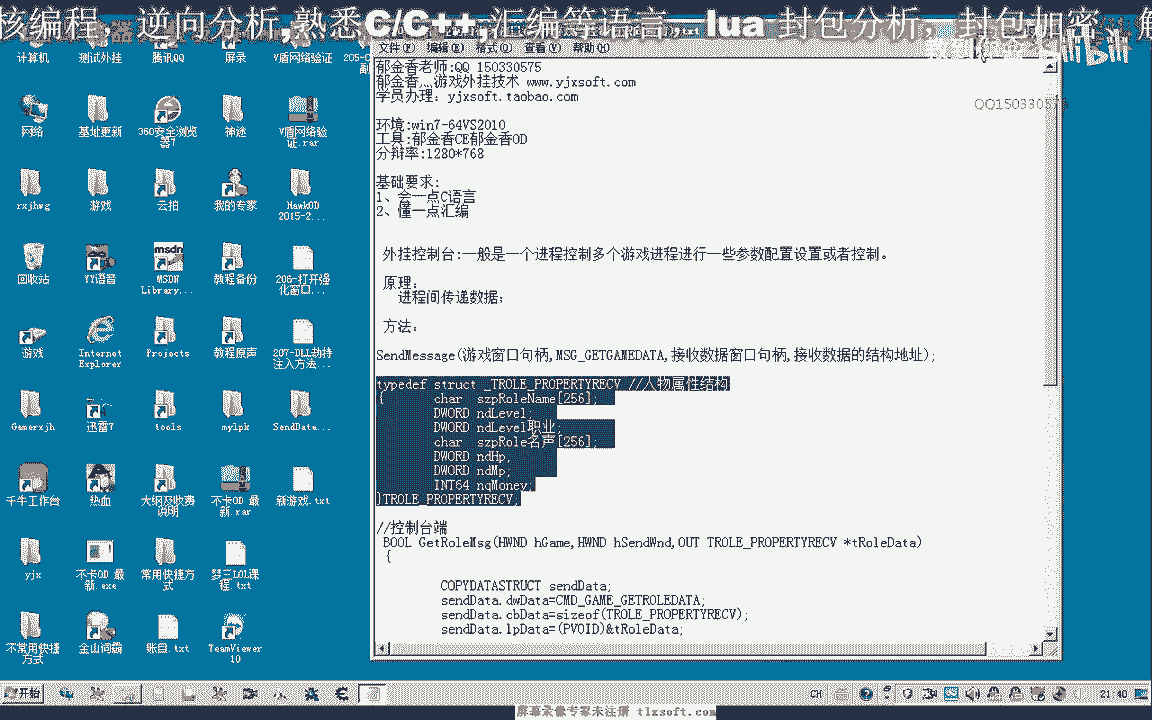 核编程，逆向分析,熟悉C/C++,汇编等语言，lua 封包分析，封包加密
bilibili
QQ150330575
计算机
测试外挂
腾讯QQ
屏录
V盾网络验证
网络
基址更新
360安全浏览器7
神途
V盾网络验证.rar
rxjhwg
游戏
云拍
我的专家
HawkOD 2015-2...
回收站
YY语音
MSDN Library...
教程备份
206-打开强化窗口...
游戏
Internet Explorer
Projects
教程原声
207-DLL劫持注入方法...
Gamerxjh
迅雷7
tools
mylpk
SendData...
千牛工作台
热血
大纲及收费说明
不卡OD 最新.rar
新游戏.txt
yjx
不卡OD 最新.exe
常用快捷方式
梦三LOL课程.txt
不常用快捷方式
金山词霸
账目.txt
TeamViewer 10
文件(F) 编辑(E) 格式(O) 查看(V) 帮助(H)
郁金香老师:QQ 150330575
郁金香灬游戏外挂技术 www.yjxsoft.com
学员办理：yjxsoft.taobao.com
环境:win7-64VS2010
工具:郁金香CE郁金香OD
分辩率:1280*768
基础要求:
1、会一点C语言
2、懂一点汇编
外挂控制台:一般是一个进程控制多个游戏进程进行一些参数配置设置或者控制。
原理：
进程间传递数据；
方法：
SendMessage(游戏窗口句柄,MSG_GETGAMEDATA,接收数据窗口句柄,接收数据的结构地址);
typedef struct _TROLE_PROPERTYRECV //人物属性结构
{ char szpRoleName[256];
DWORD ndLevel;
DWORD ndLevel职业;
char szpRole名声[256];
DWORD ndHp;
DWORD ndMp;
INT64 nqMoney;
}TROLE_PROPERTYRECV;
//控制台端
BOOL GetRoleMsg(HWND hGame,HWND hSendWnd,OUT TROLE_PROPERTYRECV *tRoleData)
{
COPYDATASTRUCT sendData;
sendData.dwData=CMD_GAME_GETROLEDATA;
sendData.cbData=sizeof(TROLE_PROPERTYRECV);
sendData.lpData=(PVOID)&tRoleData;
开始
CH
21:40
屏幕录像专家未注册 tlxsoft.com